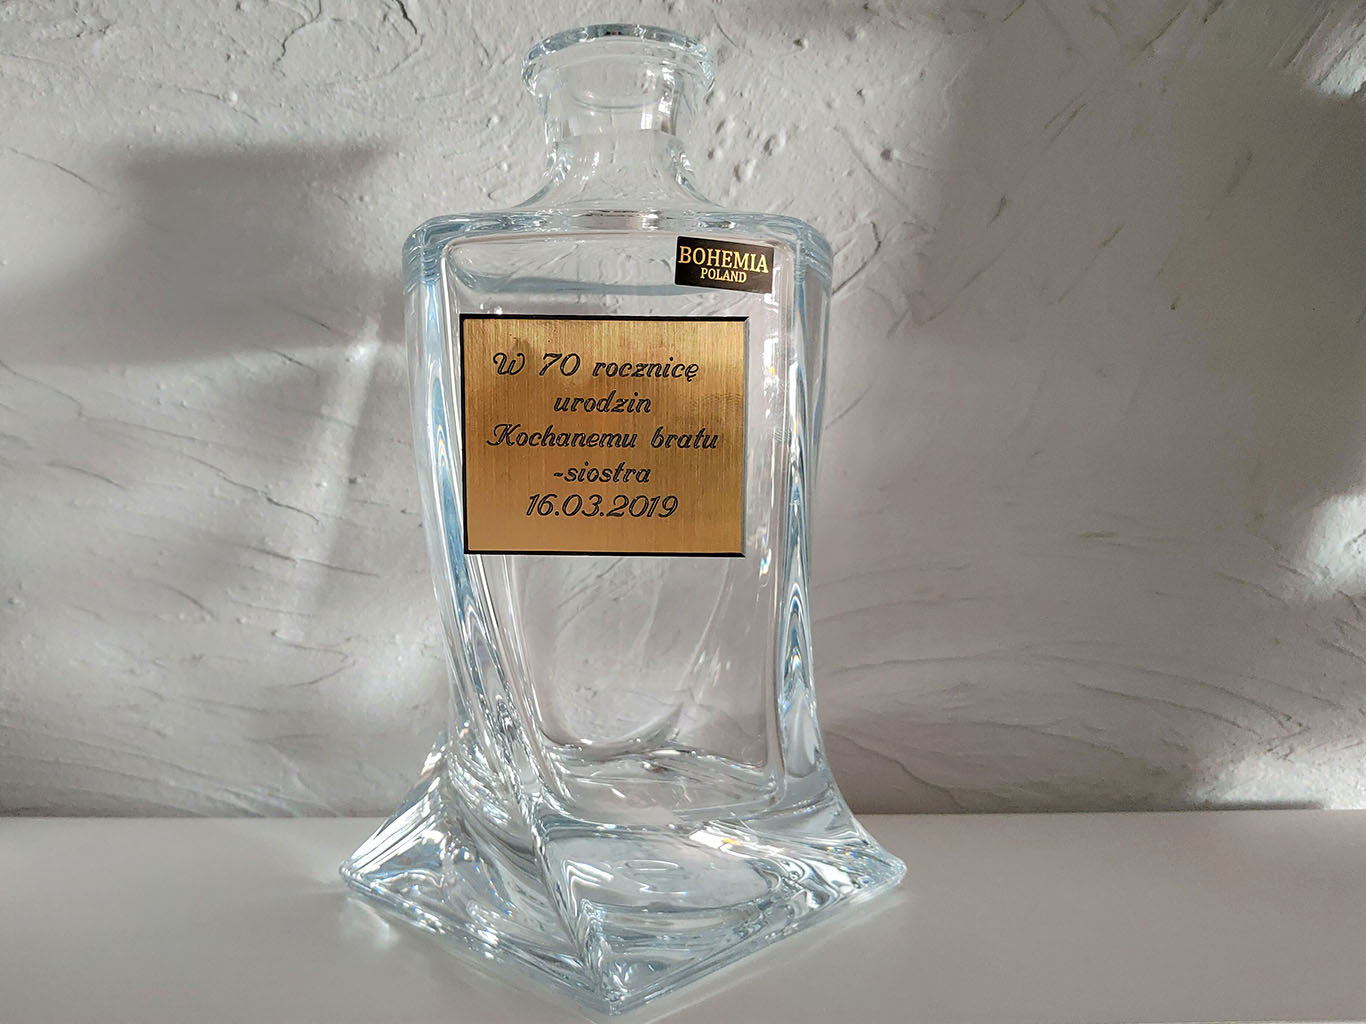 BOHEMIA
POLAND
W 70 rocznicę
urodzin
Kochanemu bratu
~siostra
16.03.2019